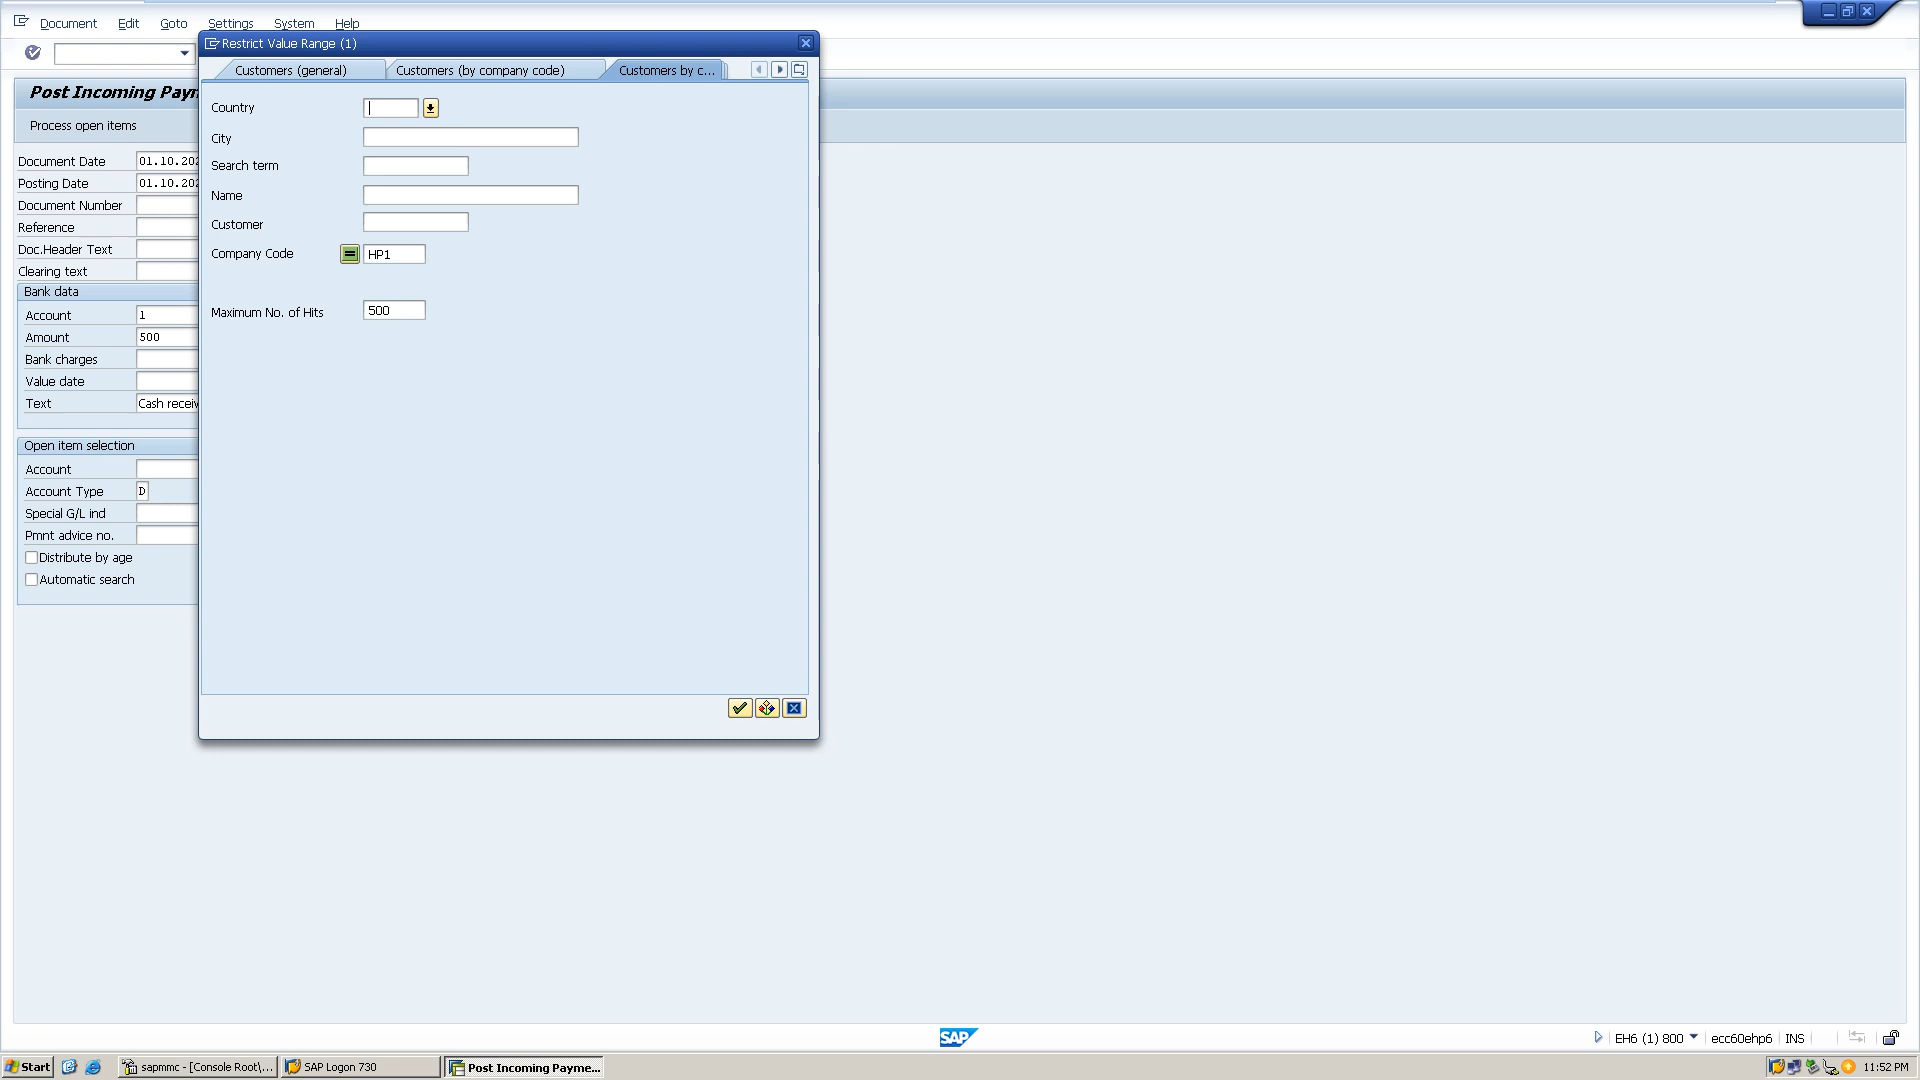 Document Edit Goto Settings System Help
Restrict Value Range (1)
Customers (general) Customers (by company code) Customers by c...
Post Incoming Payn
Process open items
Document Date 01.10.202
Posting Date 01.10.202
Document Number
Reference
Doc.Header Text
Clearing text
Bank data
Account 1
Amount 500
Bank charges
Value date
Text Cash receiv
Open item selection
Account
Account Type D
Special G/L ind
Pmnt advice no.
Distribute by age
Automatic search
Country
City
Search term
Name
Customer
Company Code HP1
Maximum No. of Hits 500
SAP
EH6 (1) 800 ecc60ehp6 INS
Start sapmmc - [Console Root\... SAP Logon 730 Post Incoming Payme... 11:52 PM